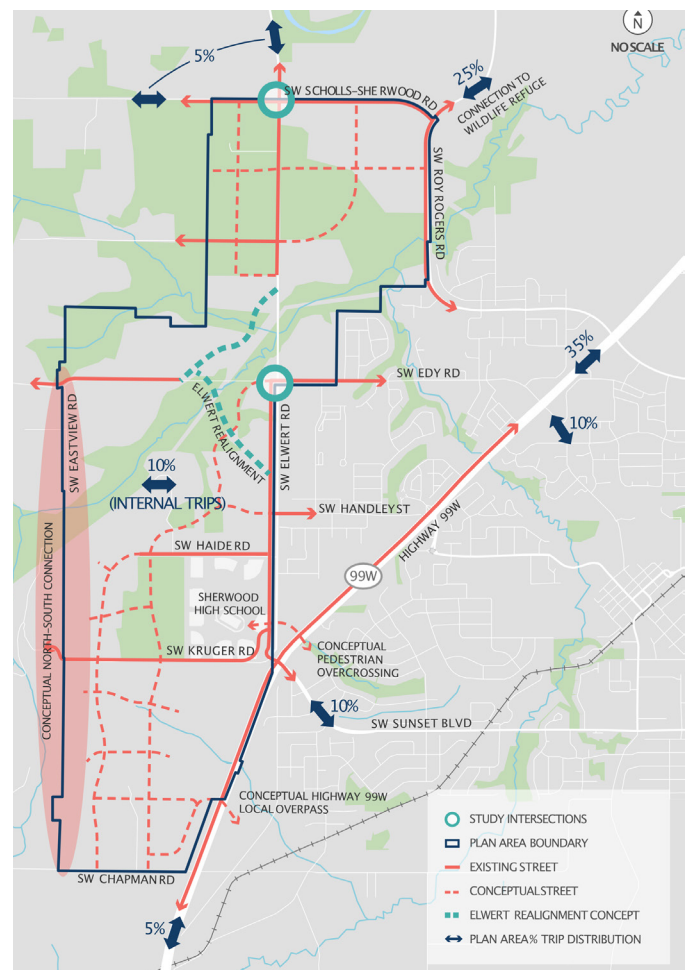 N
NO SCALE
5%
25%
CONNECTION TO
WILDLIFE REFUGE
SW SCHOLLS-SHERWOOD RD
SW ROY ROGERS RD
35%
10%
SW EDY RD
ELWERT REALIGNMENT
SW ELWERT RD
SW EASTVIEW RD
10%
(INTERNAL TRIPS)
SW HANDLEY ST
HIGHWAY 99W
SW HAIDE RD
99W
SHERWOOD
HIGH SCHOOL
CONCEPTUAL NORTH-SOUTH CONNECTION
SW KRUGER RD
CONCEPTUAL
PEDESTRIAN
OVERCROSSING
10%
SW SUNSET BLVD
CONCEPTUAL HIGHWAY 99W
LOCAL OVERPASS
SW CHAPMAN RD
5%
STUDY INTERSECTIONS
PLAN AREA BOUNDARY
EXISTING STREET
CONCEPTUAL STREET
ELWERT REALIGNMENT CONCEPT
PLAN AREA% TRIP DISTRIBUTION